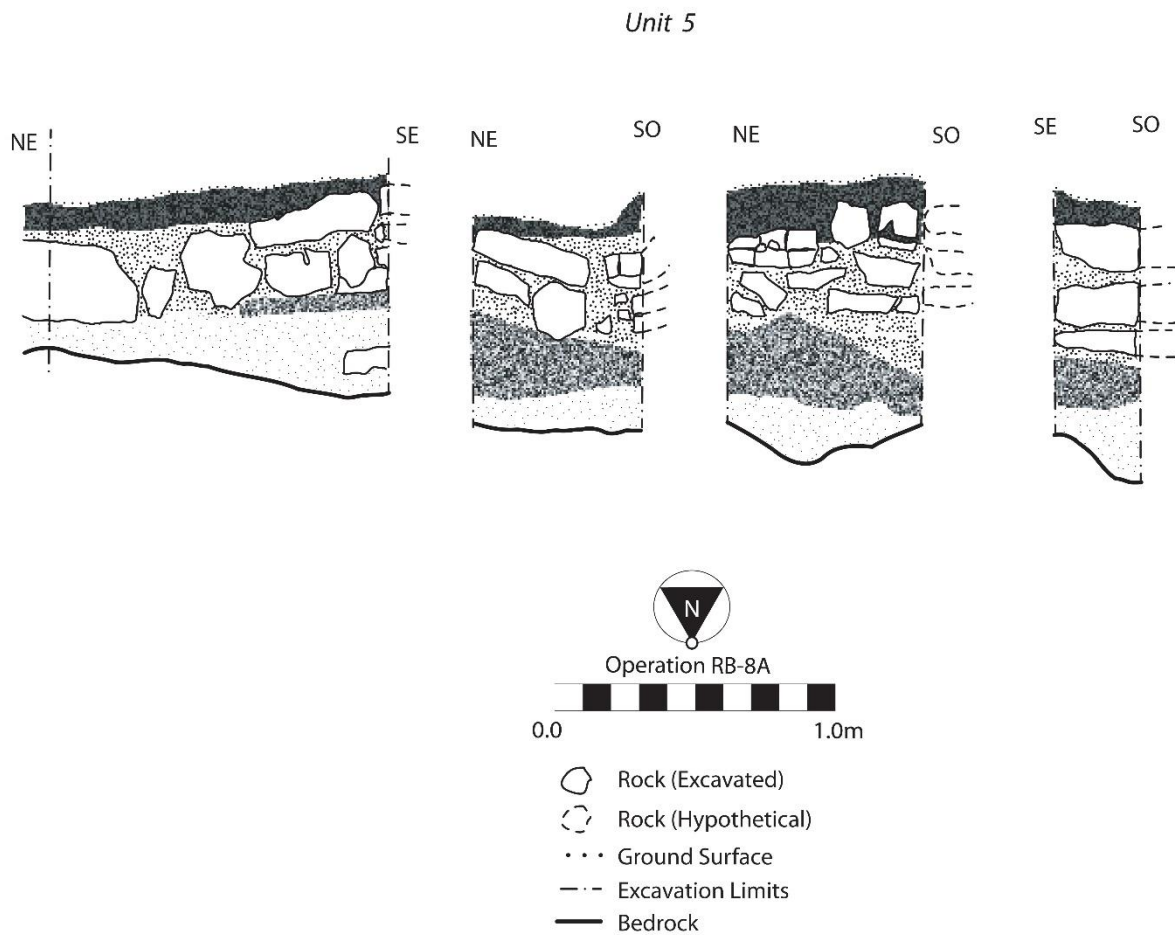 Unit 5
NE SE NE SO NE SO SE SO
N
Operation RB-8A
0.0 1.0m
Rock (Excavated)
Rock (Hypothetical)
Ground Surface
Excavation Limits
Bedrock